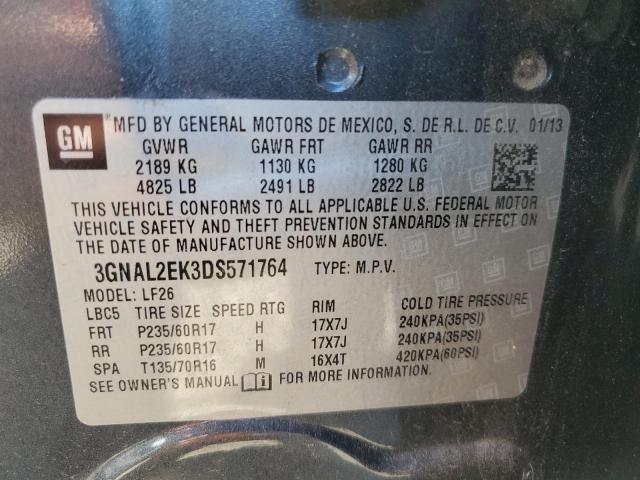 GM MFD BY GENERAL MOTORS DE MEXICO, S. DE R.L. DE C.V. 01/13
GVWR GAWR FRT GAWR RR
2189 KG 1130 KG 1280 KG
4825 LB 2491 LB 2822 LB
THIS VEHICLE CONFORMS TO ALL APPLICABLE U.S. FEDERAL MOTOR
VEHICLE SAFETY AND THEFT PREVENTION STANDARDS IN EFFECT ON
THE DATE OF MANUFACTURE SHOWN ABOVE.
3GNAL2EK3DS571764 TYPE: M.P.V.
MODEL: LF26
LBC5 TIRE SIZE SPEED RTG RIM COLD TIRE PRESSURE
FRT P235/60R17 H 17X7J 240KPA(35PSI)
RR P235/60R17 H 17X7J 240KPA(35PSI)
SPA T135/70R16 M 16X4T 420KPA(60PSI)
SEE OWNER'S MANUAL FOR MORE INFORMATION.